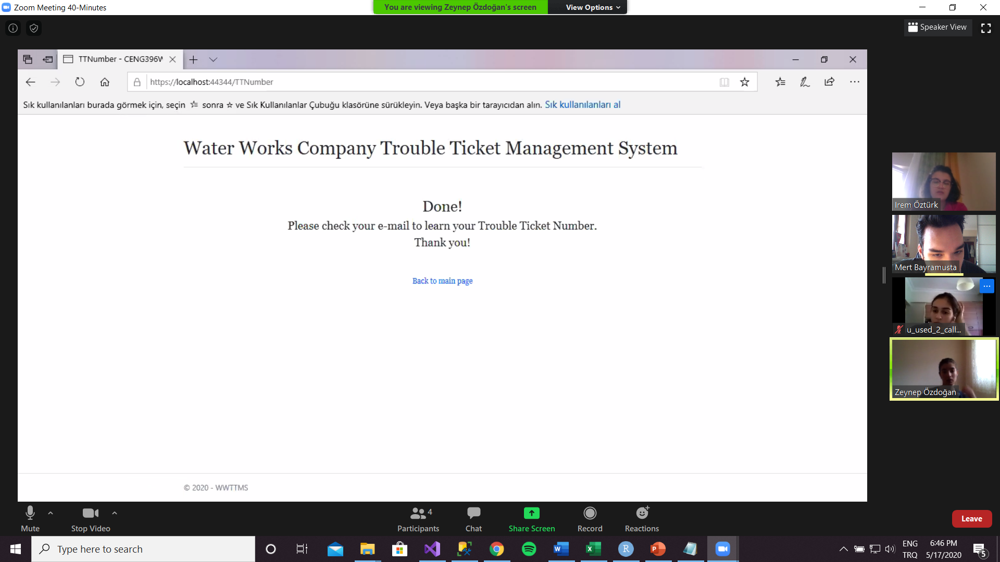 Zoom Meeting 40-Minutes
You are viewing Zeynep Özdoğan's screen
View Options
Speaker View
TTNumber - CENG396W
https://localhost:44344/TTNumber
Sık kullanılanları burada görmek için, seçin sonra ve Sık Kullanılanlar Çubuğu klasörüne sürükleyin. Veya başka bir tarayıcıdan alın. Sık kullanılanları al
Water Works Company Trouble Ticket Management System
Done!
Please check your e-mail to learn your Trouble Ticket Number.
Thank you!
Back to main page
© 2020 - WWTTMS
Irem Öztürk
Mert Bayramusta
u_used_2_call...
Zeynep Özdoğan
Mute
Stop Video
4
Participants
Chat
Share Screen
Record
Reactions
Leave
Type here to search
ENG
TRQ
6:46 PM
5/17/2020
5